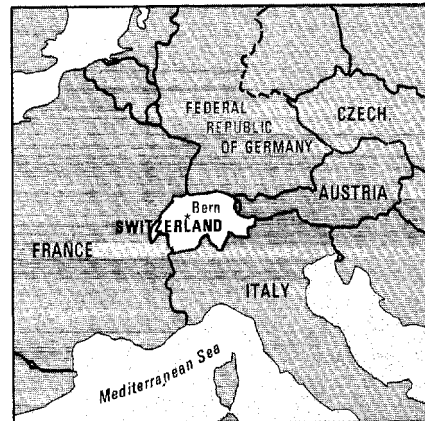 FEDERAL
REPUBLIC
OF GERMANY
CZECH.
AUSTRIA
Bern
SWITZERLAND
FRANCE
ITALY
Mediterranean Sea